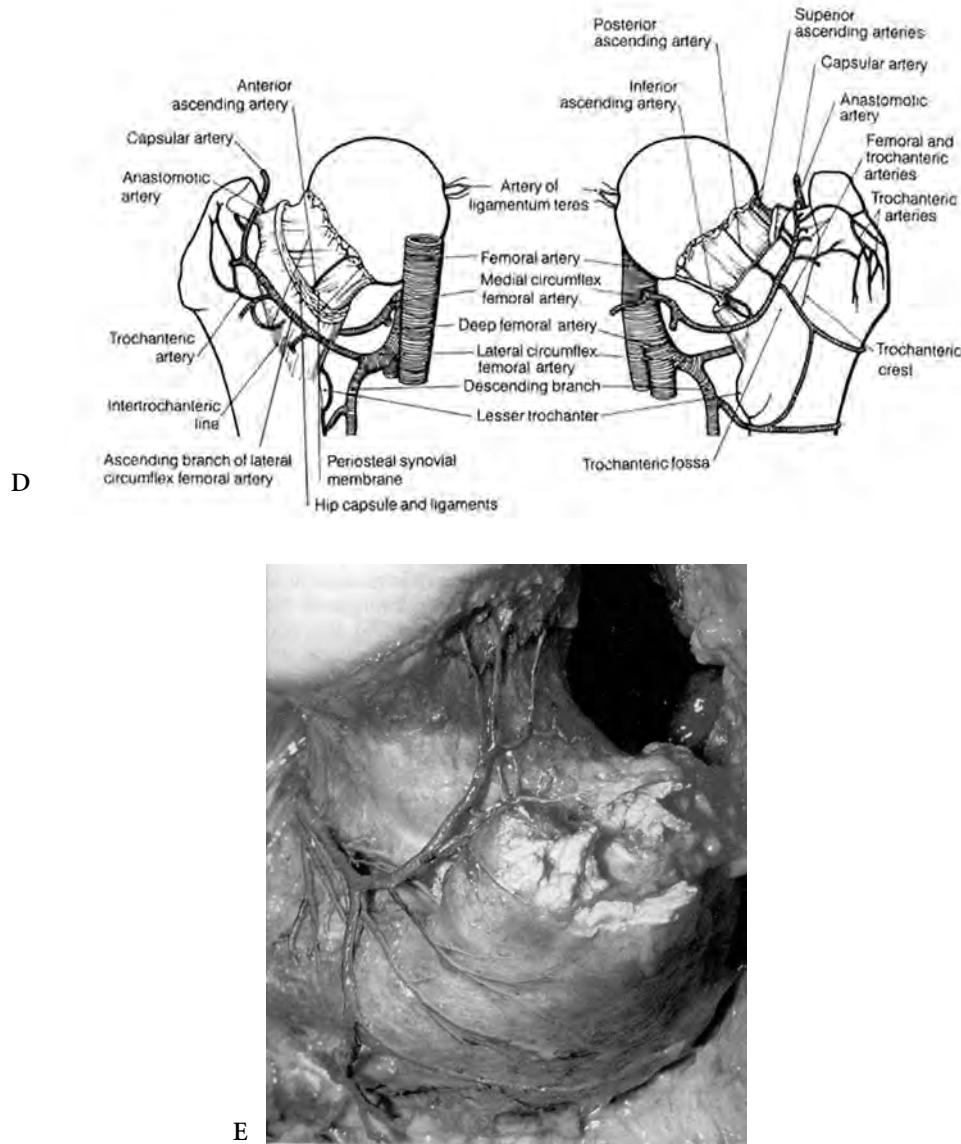 Posterior
ascending artery
Superior
ascending arteries
Capsular artery
Anterior
ascending artery
Inferior
ascending artery
Anastomotic
artery
Capsular artery
Femoral and
trochanteric
arteries
Anastomotic
artery
Artery of
ligamentum teres
Trochanteric
arteries
Femoral artery
Medial circumflex
femoral artery
Deep femoral artery
Trochanteric
artery
Lateral circumflex
femoral artery
Trochanteric
crest
Descending branch
Intertrochanteric
line
Lesser trochanter
Ascending branch of lateral
circumflex femoral artery
Periosteal synovial
membrane
Trochanteric fossa
Hip capsule and ligaments
D
E